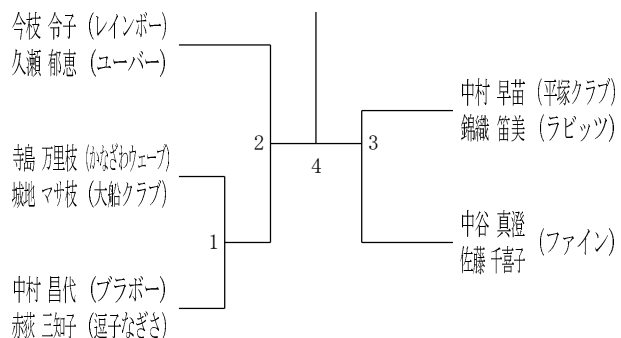 今枝 令子 (レインボー)
久瀬 郁恵 (ユーバー)
寺島 万里枝 (かなざわウェーブ)
城地 マサ枝 (大船クラブ)
中村 昌代 (ブラボー)
赤荻 三知子 (逗子なぎさ)
1
2
4
3
中村 早苗 (平塚クラブ)
錦織 笛美 (ラビッツ)
中谷 真澄
佐藤 千喜子
(ファイン)